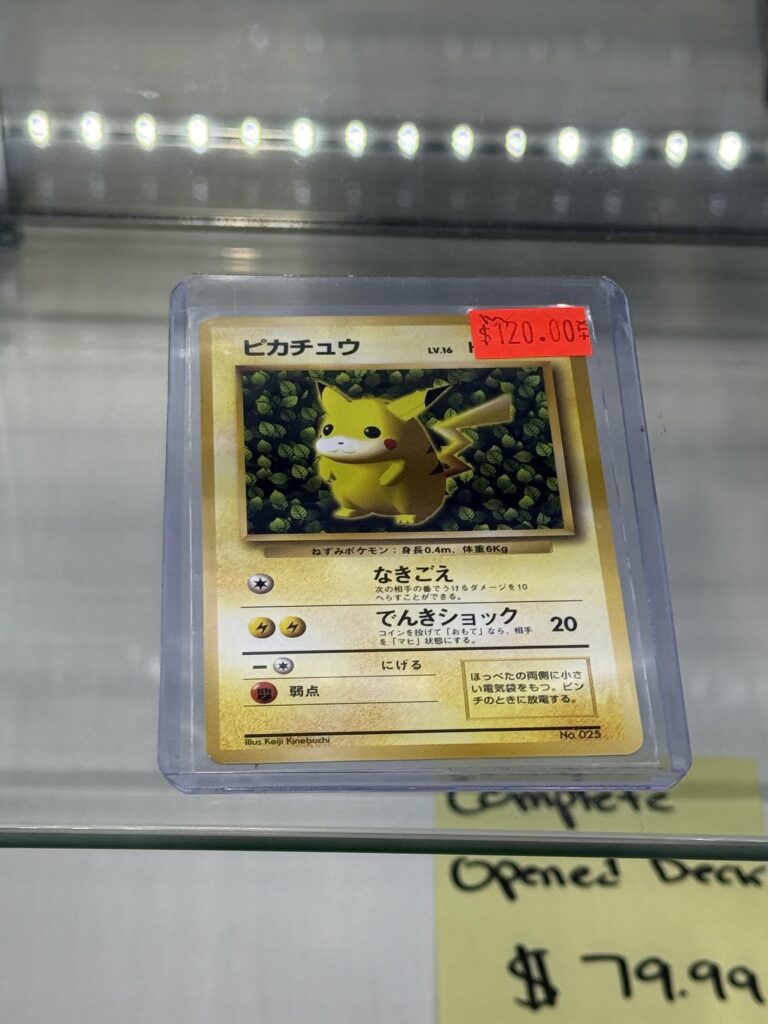 ピカチュウ
LV.16
$120.00
ねずみポケモン：身長0.4m、体重6Kg
なきごえ
次の相手の番でうけるダメージを10
へらすことができる。
でんきショック 20
コインを投げて「おもて」なら、相手
を「マヒ」状態にする。
にげる
弱点
ほっぺたの両側に小さ
い電気袋をもつ。ピン
チのときに放電する。
Illus Keiji Kinebuchi
No. 025
Complete
Opened Deck
$ 79.99